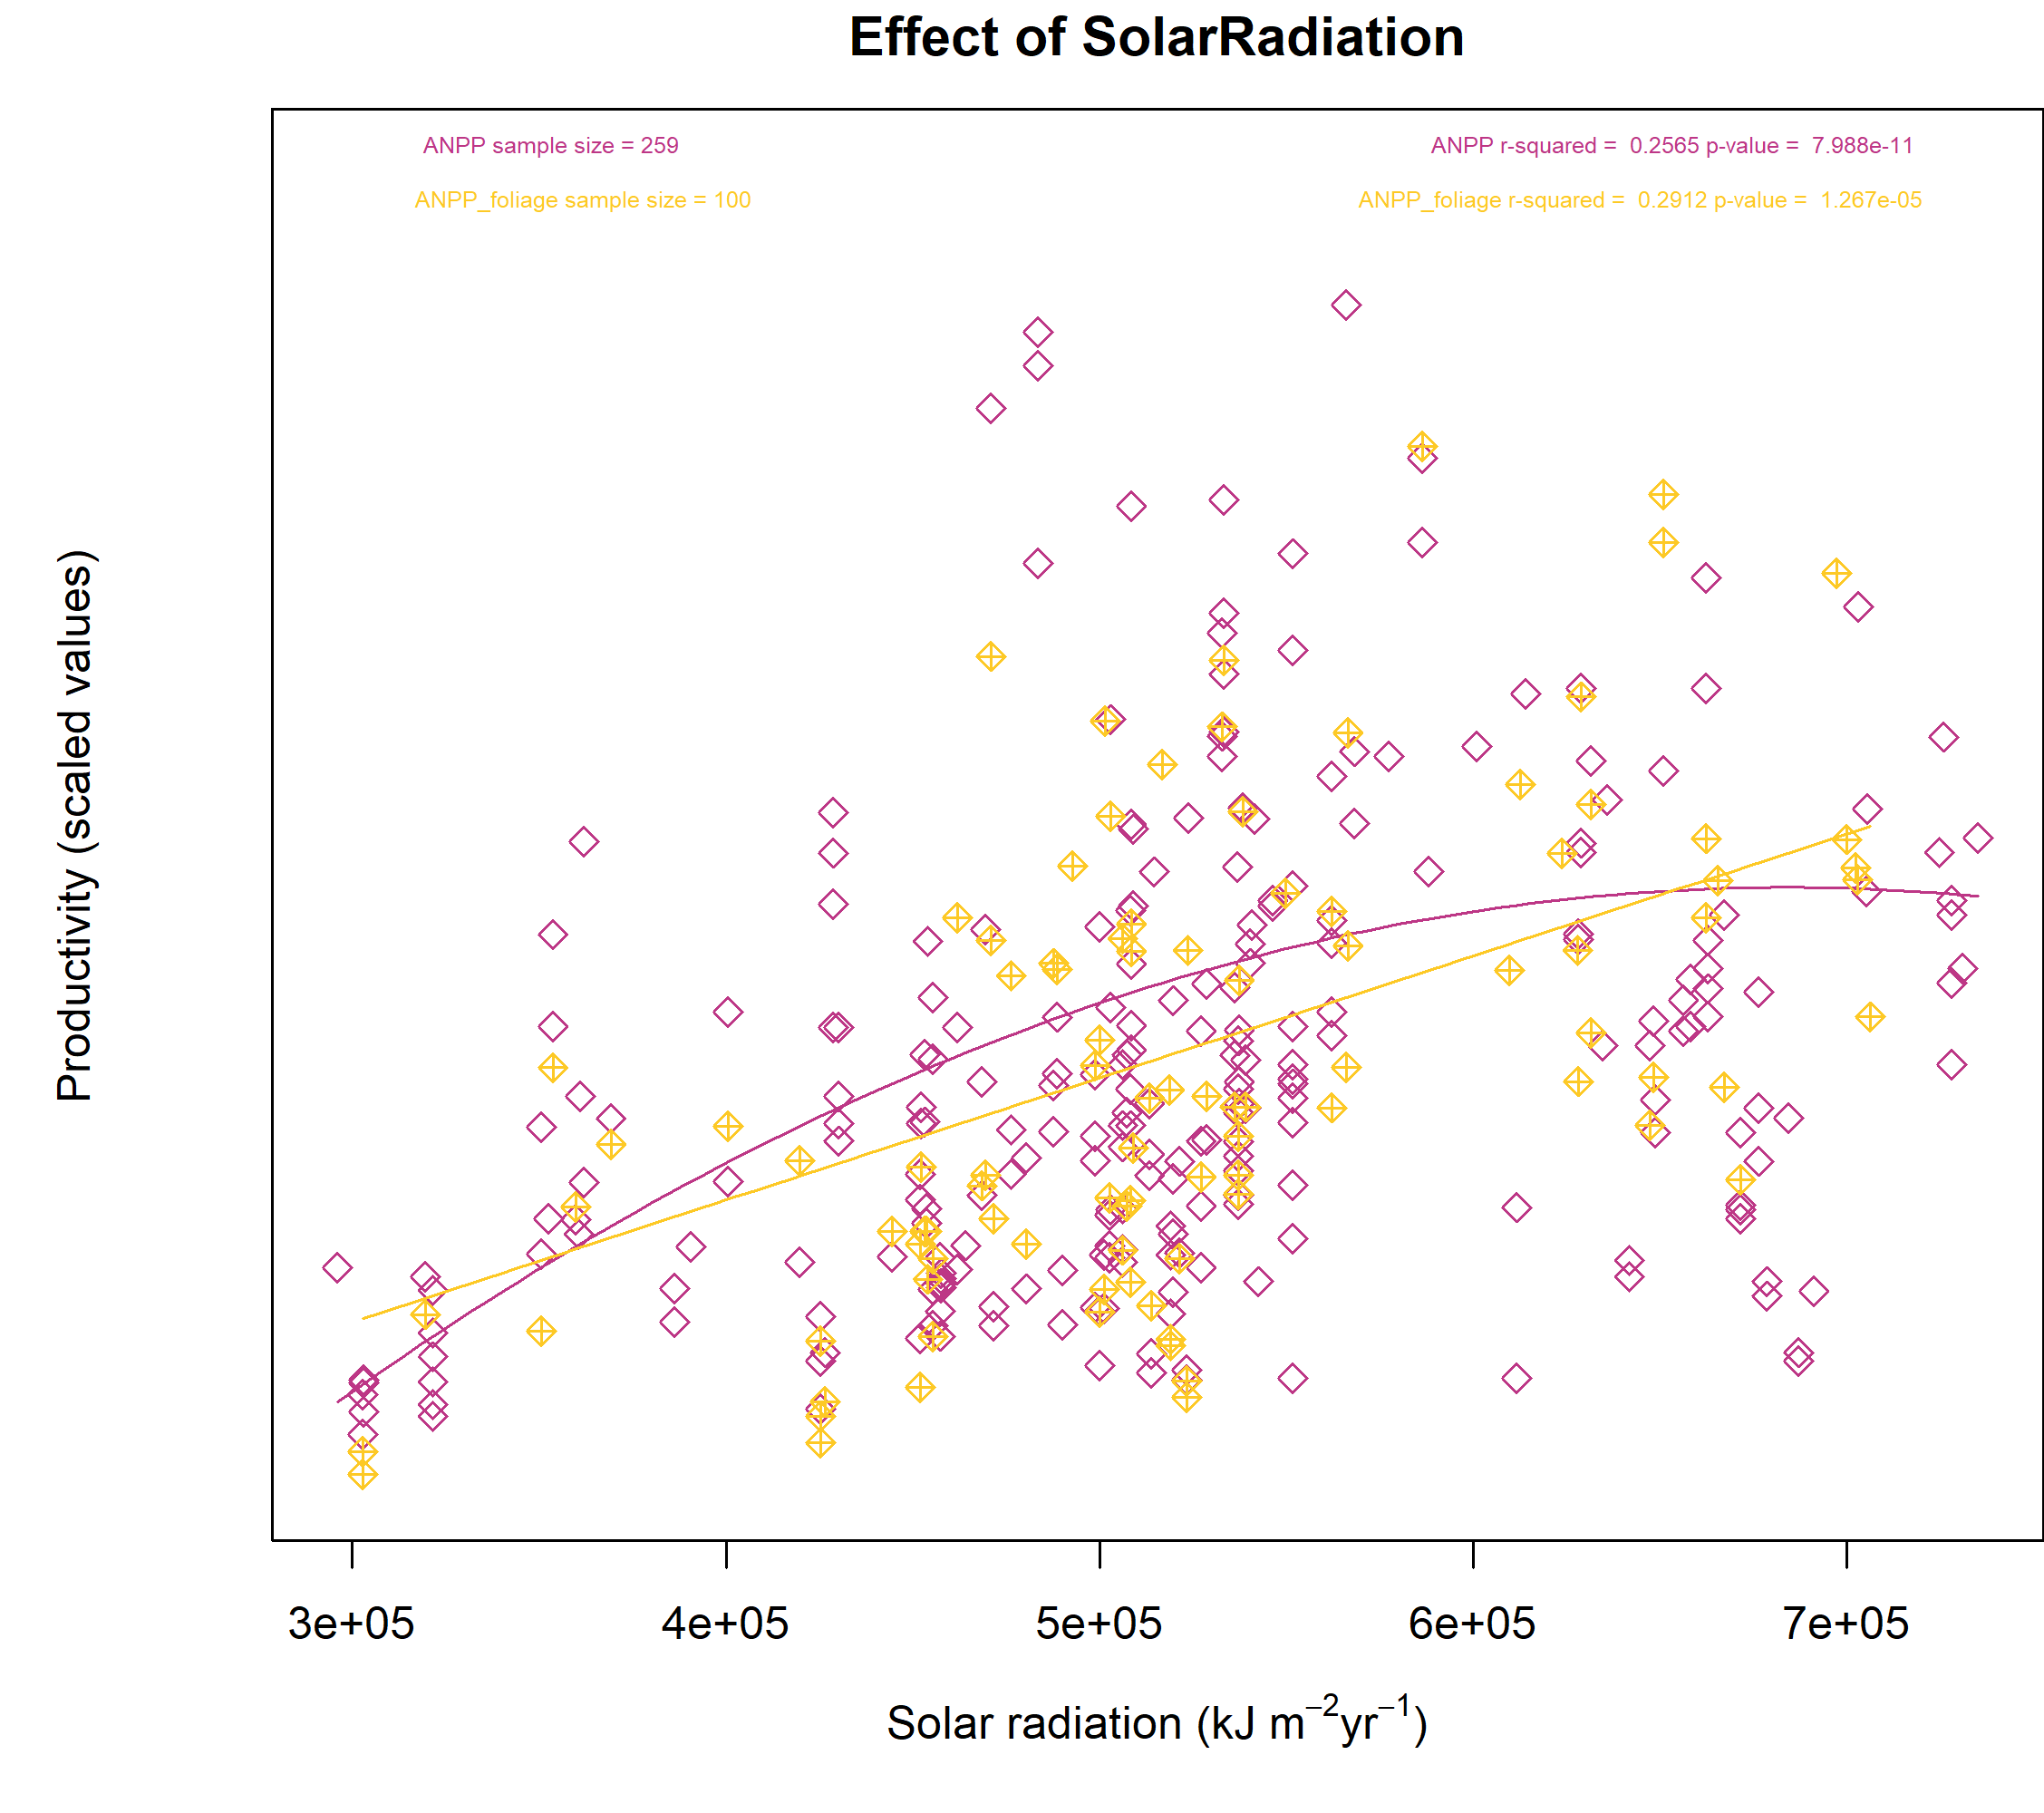 Effect of SolarRadiation
ANPP sample size = 259
ANPP r-squared =  0.2565 p-value =  7.988e-11
ANPP_foliage sample size = 100
ANPP_foliage r-squared =  0.2912 p-value =  1.267e-05
Productivity (scaled values)
3e+05 4e+05 5e+05 6e+05 7e+05
Solar radiation (kJ m⁻²yr⁻¹)